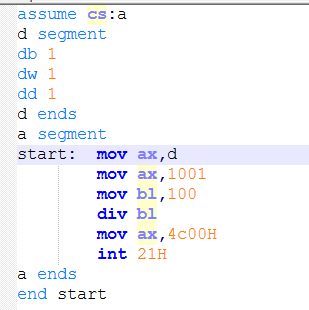 assume cs:a
d segment
db 1
dw 1
dd 1
d ends
a segment
start:  mov ax,d
        mov ax,1001
        mov bl,100
        div bl
        mov ax,4c00H
        int 21H
a ends
end start